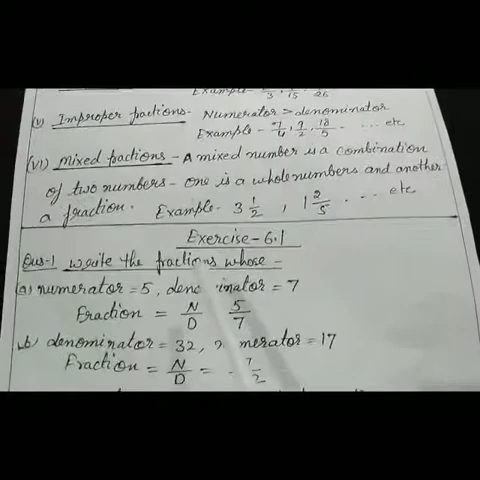 Example -
(v) Improper fractions - Numerator > denominator
Example - 7/4, 7/2, 18/5 - ... etc
(vi) Mixed fractions - A mixed number is a combination
of two numbers - one is a whole numbers and another
a fraction. Example - 3 1/2, 1 2/5 ... etc
Exercise - 6.1
Ques-1 Write the fractions whose -
(a) numerator = 5, deno inator = 7
Fraction = N/D 5/7
(b) denominator = 32, merator = 17
Fraction = N/D =